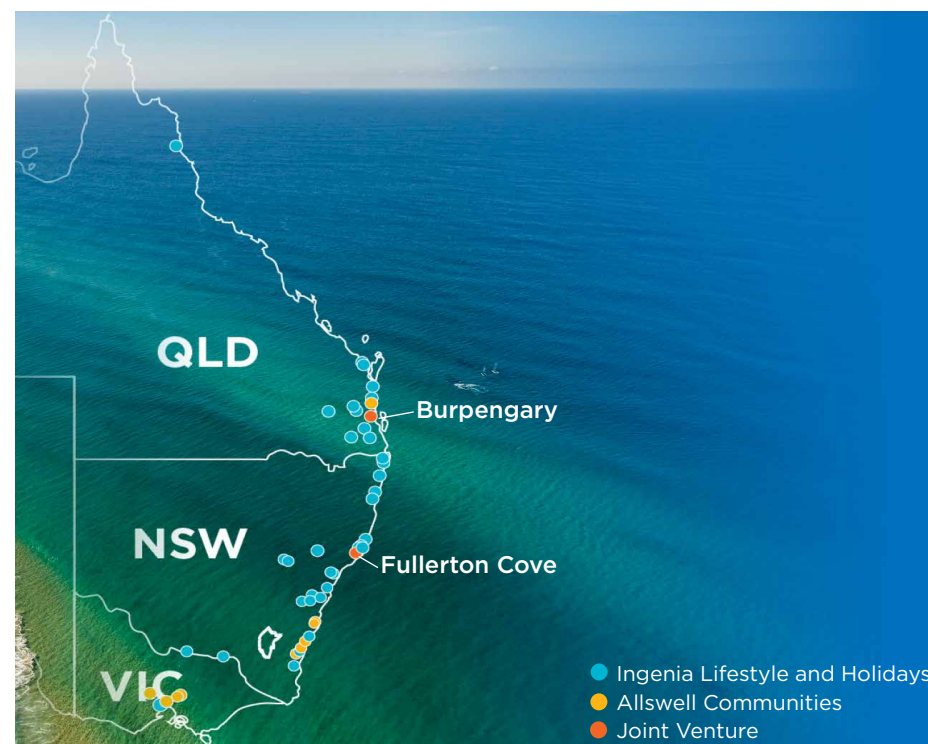 QLD
Burpengary
NSW
Fullerton Cove
VIC
Ingenia Lifestyle and Holidays
Allswell Communities
Joint Venture